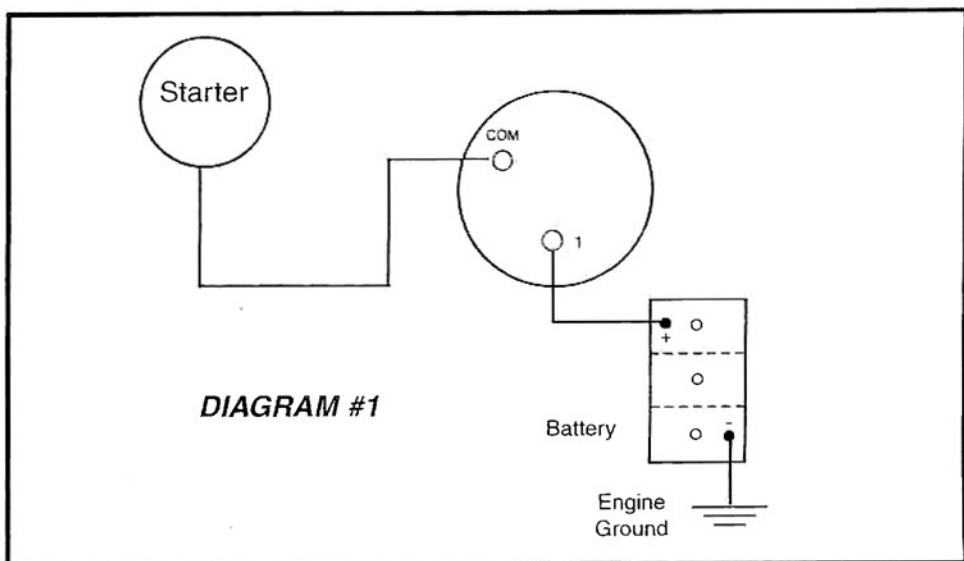 Starter
COM
1
+
-
DIAGRAM #1
Battery
Engine
Ground